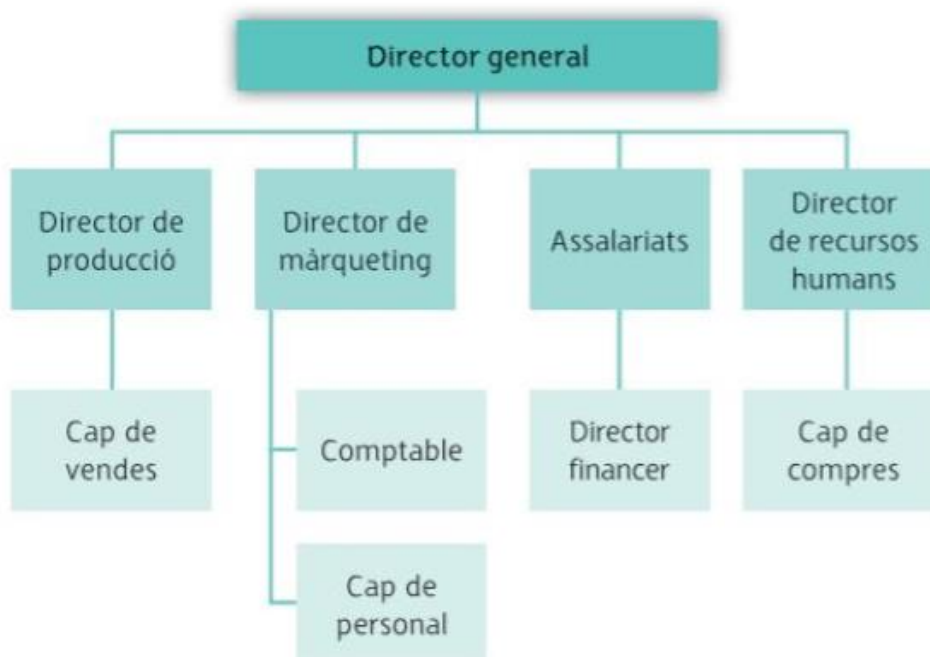 Director general
Director de
producció
Director de
màrqueting
Assalariats
Director
de recursos
humans
Cap de
vendes
Comptable
Director
financer
Cap de
compres
Cap de
personal